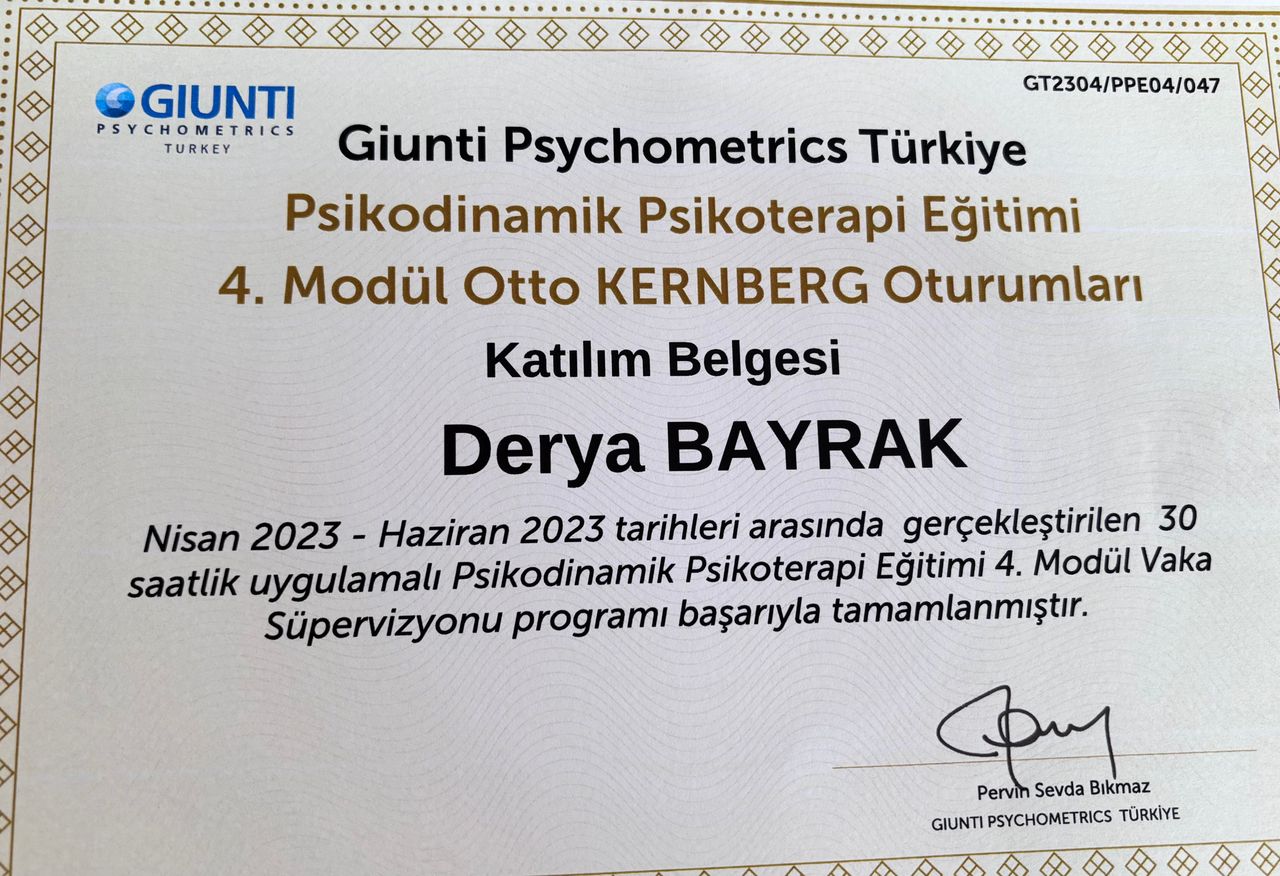 GT2304/PPE04/047
GIUNTI
PSYCHOMETRICS
TURKEY
Giunti Psychometrics Türkiye
Psikodinamik Psikoterapi Eğitimi
4. Modül Otto KERNBERG Oturumları
Katılım Belgesi
Derya BAYRAK
Nisan 2023 - Haziran 2023 tarihleri arasında gerçekleştirilen 30
saatlik uygulamalı Psikodinamik Psikoterapi Eğitimi 4. Modül Vaka
Süpervizyonu programı başarıyla tamamlanmıştır.
Pervin Sevda Bıkmaz
GIUNTI PSYCHOMETRICS TÜRKİYE